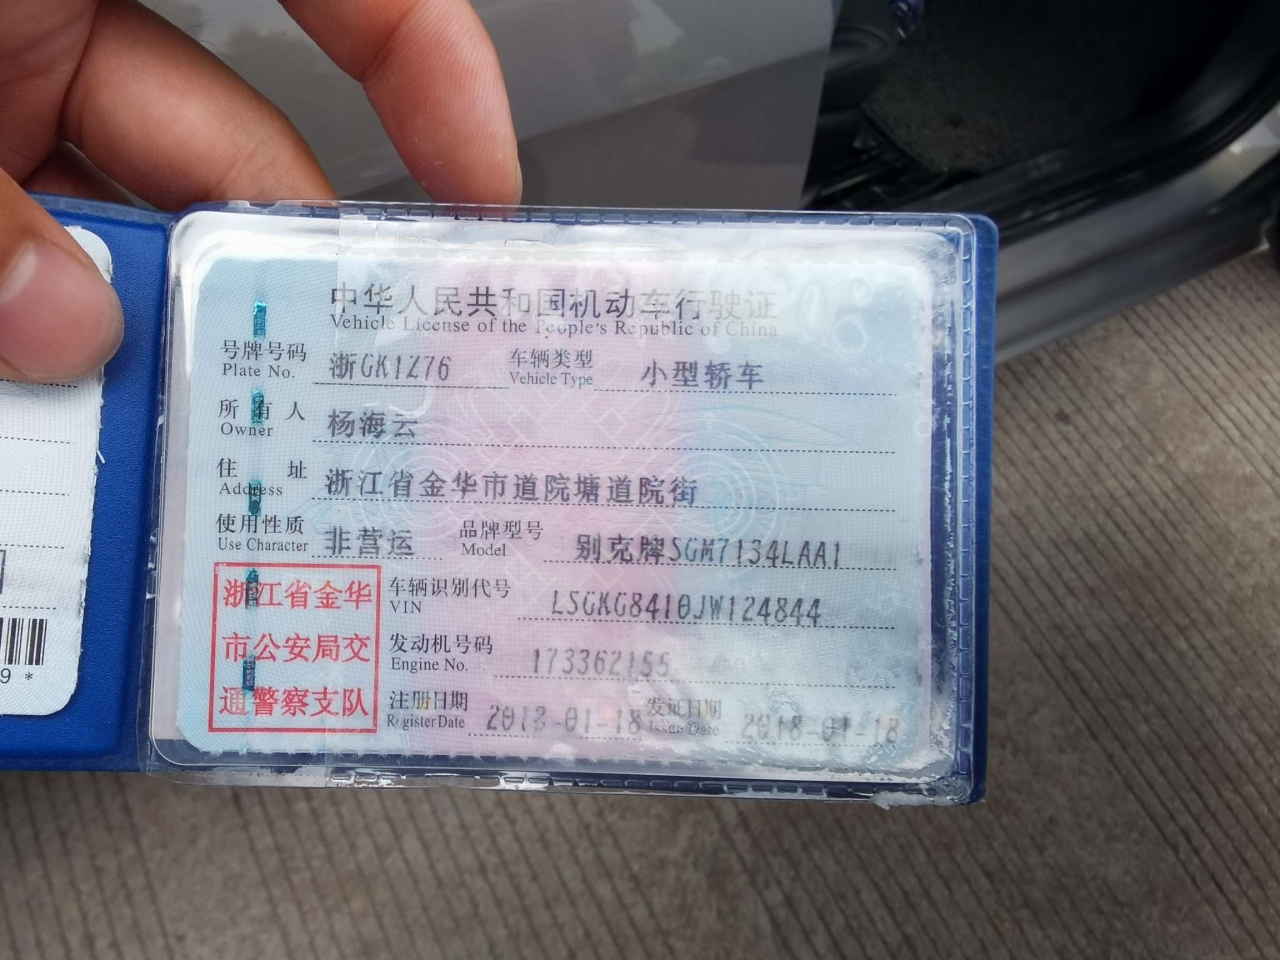 中华人民共和国机动车行驶证
Vehicle License of the People's Republic of China
号牌号码 浙GK1Z76 车辆类型 小型轿车
Plate No. Vehicle Type
所有人 杨海云
Owner
住址 浙江省金华市道院塘道院街
Address
使用性质 非营运 品牌型号 别克牌SGM7134LAA1
Use Character Model
浙江省金华
市公安局交
通警察支队
车辆识别代号 LSGKG8410JW124844
VIN
发动机号码 173362155
Engine No.
注册日期 2018-01-18 发证日期 2018-01-18
Register Date Issue Date
9*